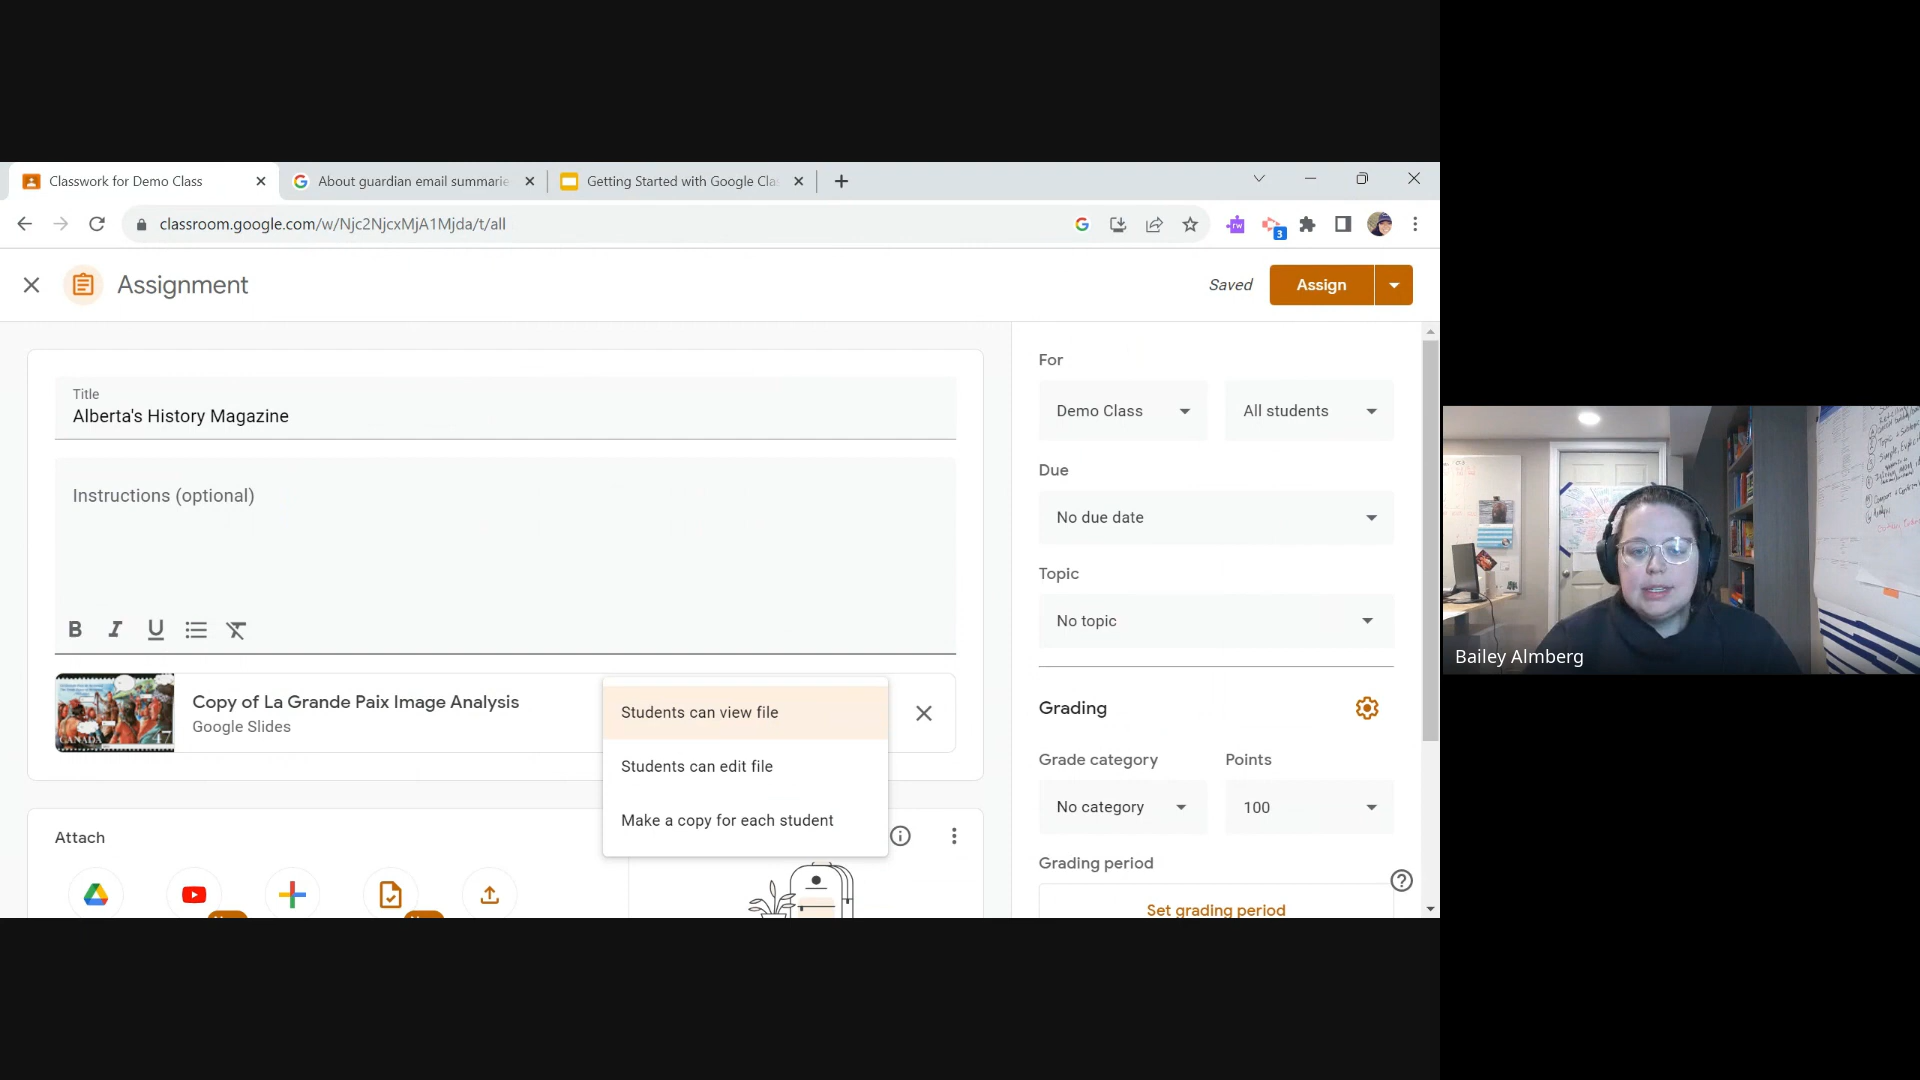 Classwork for Demo Class
About guardian email summarie
Getting Started with Google Cla
classroom.google.com/w/Njc2NjcxMjA1Mjda/t/all
rw
3
Assignment
Saved
Assign
Title
Alberta's History Magazine
Instructions (optional)
B I U
Copy of La Grande Paix Image Analysis
Google Slides
CANADA 47
Students can view file
Students can edit file
Make a copy for each student
Attach
For
Demo Class
All students
Due
No due date
Topic
No topic
Grading
Grade category
Points
No category
100
Grading period
Set grading period
Bailey Almberg